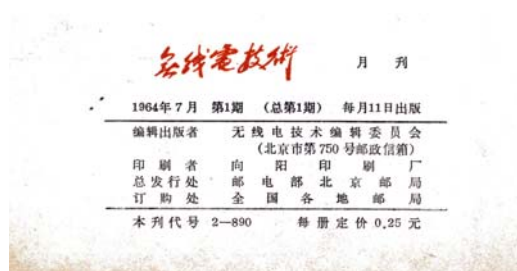 无线电技术 月刊
1964年7月 第1期 (总第1期) 每月11日出版
编辑出版者 无线电技术编辑委员会
(北京市第750号邮政信箱)
印刷者 向阳印刷厂
总发行处 邮电部北京邮局
订购处 全国各地邮局
本刊代号 2—890 每册定价 0.25 元